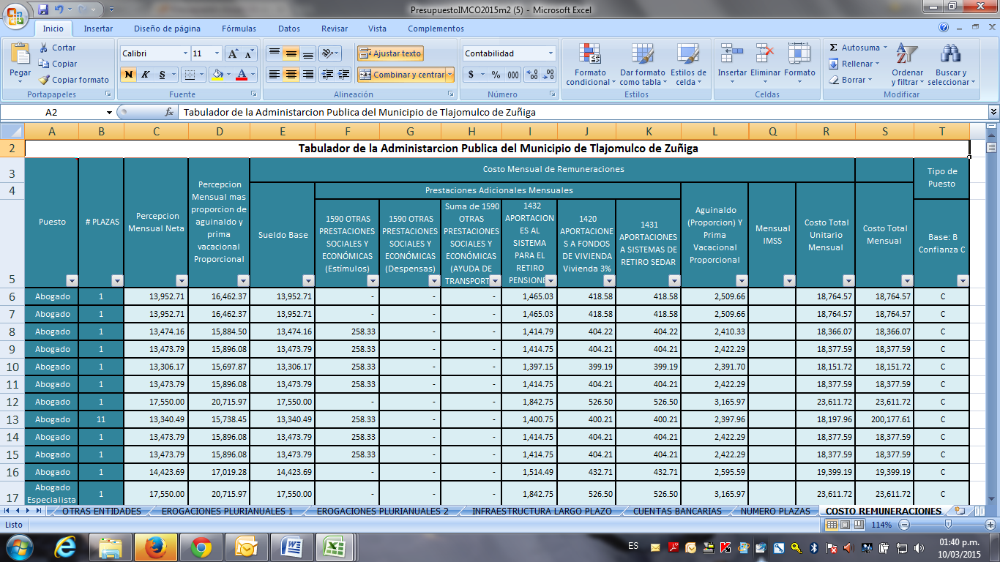 PresupuestoIMCO2015m2 (5) - Microsoft Excel
Inicio Insertar Diseño de página Fórmulas Datos Revisar Vista Complementos
Pegar
Cortar
Copiar
Copiar formato
Portapapeles
Calibri 11
N K S
Fuente
Ajustar texto
Combinar y centrar
Alineación
Contabilidad
$ % 000
Número
Formato condicional
Dar formato como tabla
Estilos de celda
Estilos
Insertar Eliminar Formato
Celdas
Autosuma
Rellenar
Borrar
Ordenar y filtrar
Buscar y seleccionar
Modificar
A2 fx Tabulador de la Administarcion Publica del Municipio de Tlajomulco de Zuñiga
A B C D E F G H I J K L Q R S T
2 Tabulador de la Administarcion Publica del Municipio de Tlajomulco de Zuñiga
3
4
5
Puesto
# PLAZAS
Percepcion
Mensual Neta
Percepcion
Mensual mas
proporcion de
aguinaldo y
prima
vacacional
Proporcional
Costo Mensual de Remuneraciones
Sueldo Base
Prestaciones Adicionales Mensuales
1590 OTRAS
PRESTACIONES
SOCIALES Y
ECONÓMICAS
(Estímulos)
1590 OTRAS
PRESTACIONES
SOCIALES Y
ECONÓMICAS
(Despensas)
Suma de 1590
OTRAS
PRESTACIONES
SOCIALES Y
ECONÓMICAS
(AYUDA DE
TRANSPORT
1432
APORTACION
ES AL
SISTEMA
PARA EL
RETIRO
PENSIONE
1420
APORTACIONE
S A FONDOS
DE VIVIENDA
Vivienda 3%
1431
APORTACIONES
A SISTEMAS DE
RETIRO SEDAR
Aguinaldo
(Proporcion) Y
Prima
Vacacional
Proporcional
Mensual
IMSS
Costo Total
Unitario
Mensual
Costo Total
Mensual
Tipo de
Puesto
Base: B
Confianza C
6 Abogado 1 13,952.71 16,462.37 13,952.71 - - - 1,465.03 418.58 418.58 2,509.66 18,764.57 18,764.57 C
7 Abogado 1 13,952.71 16,462.37 13,952.71 - - - 1,465.03 418.58 418.58 2,509.66 18,764.57 18,764.57 C
8 Abogado 1 13,474.16 15,884.50 13,474.16 258.33 - - 1,414.79 404.22 404.22 2,410.33 18,366.07 18,366.07 C
9 Abogado 1 13,473.79 15,896.08 13,473.79 258.33 - - 1,414.75 404.21 404.21 2,422.29 18,377.59 18,377.59 C
10 Abogado 1 13,306.17 15,697.87 13,306.17 258.33 - - 1,397.15 399.19 399.19 2,391.70 18,151.72 18,151.72 C
11 Abogado 1 13,473.79 15,896.08 13,473.79 258.33 - - 1,414.75 404.21 404.21 2,422.29 18,377.59 18,377.59 C
12 Abogado 1 17,550.00 20,715.97 17,550.00 - - - 1,842.75 526.50 526.50 3,165.97 23,611.72 23,611.72 C
13 Abogado 11 13,340.49 15,738.45 13,340.49 258.33 - - 1,400.75 400.21 400.21 2,397.96 18,197.96 200,177.61 C
14 Abogado 1 13,473.79 15,896.08 13,473.79 258.33 - - 1,414.75 404.21 404.21 2,422.29 18,377.59 18,377.59 C
15 Abogado 1 13,473.79 15,896.08 13,473.79 258.33 - - 1,414.75 404.21 404.21 2,422.29 18,377.59 18,377.59 C
16 Abogado 1 14,423.69 17,019.28 14,423.69 - - - 1,514.49 432.71 432.71 2,595.59 19,399.19 19,399.19 C
17 Abogado Especialista 1 17,550.00 20,715.97 17,550.00 - - - 1,842.75 526.50 526.50 3,165.97 23,611.72 23,611.72 C
OTRAS ENTIDADES EROGACIONES PLURIANUALES 1 EROGACIONES PLURIANUALES 2 INFRAESTRUCTURA LARGO PLAZO CUENTAS BANCARIAS NUMERO PLAZAS COSTO REMUNERACIONES
Listo 114%
ES 01:40 p.m.
10/03/2015